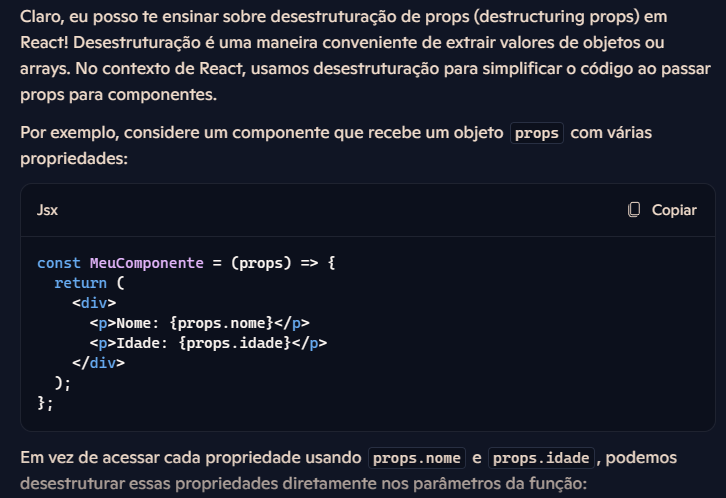 Claro, eu posso te ensinar sobre desestruturação de props (destructuring props) em
React! Desestruturação é uma maneira conveniente de extrair valores de objetos ou
arrays. No contexto de React, usamos desestruturação para simplificar o código ao passar
props para componentes.
Por exemplo, considere um componente que recebe um objeto props com várias
propriedades:
Jsx Copiar
const MeuComponente = (props) => {
  return (
    <div>
      <p>Nome: {props.nome}</p>
      <p>Idade: {props.idade}</p>
    </div>
  );
};
Em vez de acessar cada propriedade usando props.nome e props.idade, podemos
desestruturar essas propriedades diretamente nos parâmetros da função: